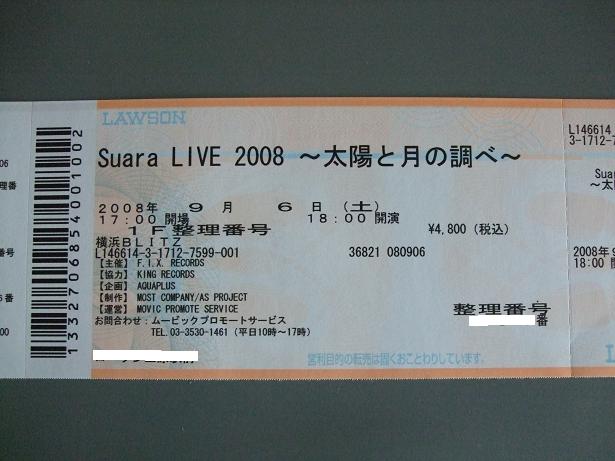 LAWSON
Suara LIVE 2008 ～太陽と月の調べ～
2008年 9月 6日 (土)
17:00 開場 18:00 開演
1F整理番号 ¥4,800 (税込)
横浜BLITZ
L146614-3-1712-7599-001 36821 080906
【主催】 F.I.X. RECORDS
【協力】 KING RECORDS
【企画】 AQUAPLUS
【制作】 MOST COMPANY/AS PROJECT
【運営】 MOVIC PROMOTE SERVICE
お問合わせ：ムービックプロモートサービス
TEL.03-3530-1461 (平日10時～17時)
整理番号
番
営利目的の転売は固くおことわりしています。
1332706854001002
L146614
3-1712-7
Sua
～太
2008年9
18:00 開